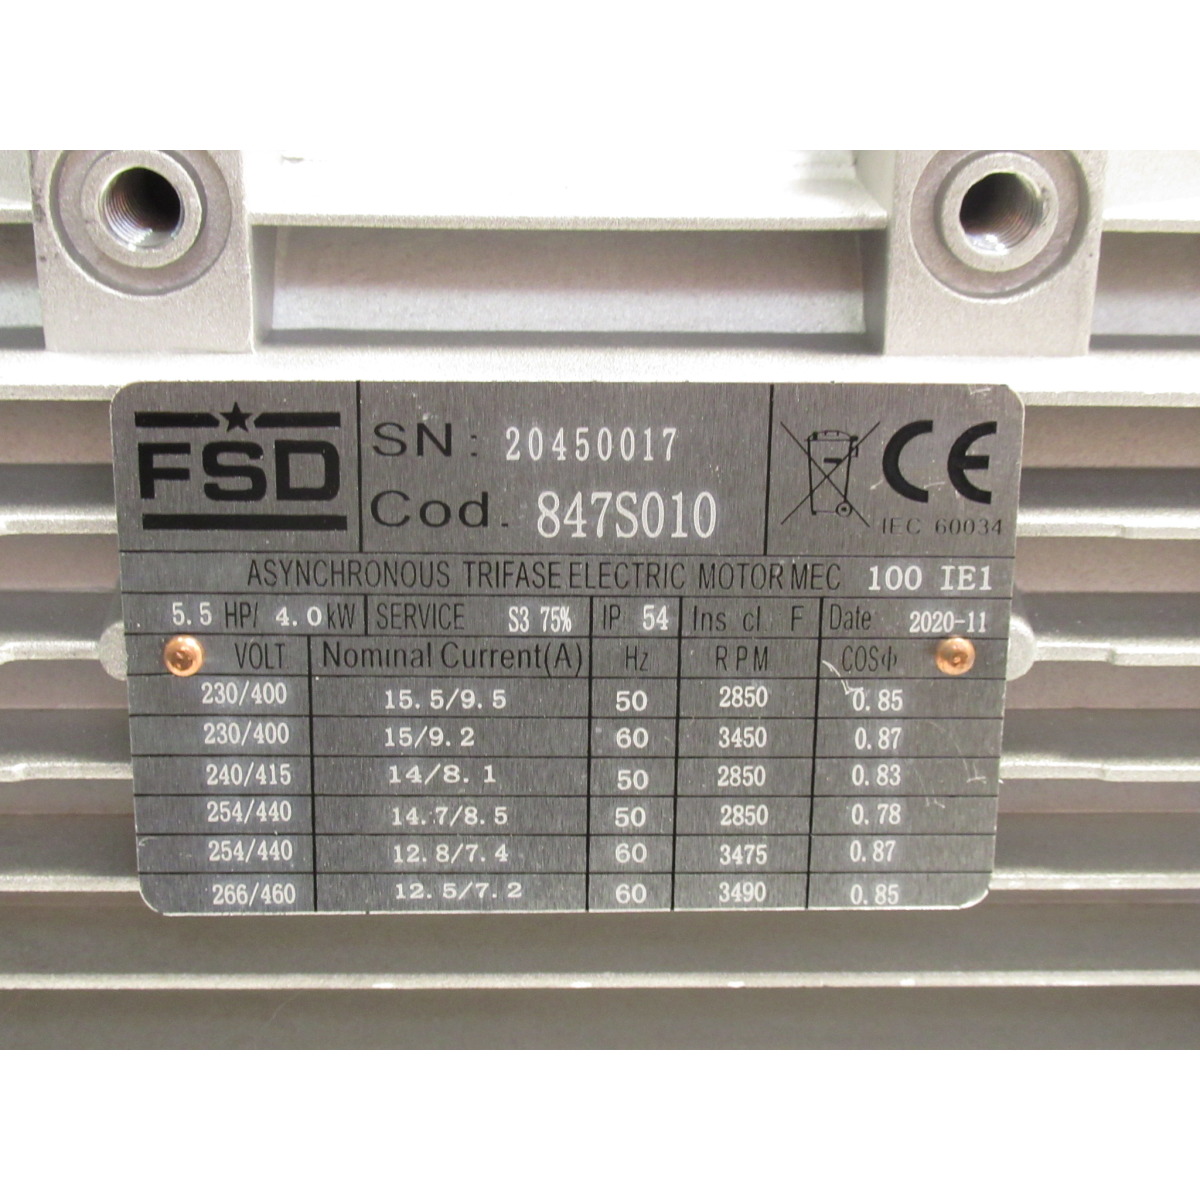 FSD
SN: 20450017
Cod. 847S010
CE
IEC 60034
ASYNCHRONOUS TRIFASE ELECTRIC MOTOR MEC 100 IE1
5.5 HP/ 4.0 kW SERVICE S3 75% IP 54 Ins cl. F Date 2020-11
VOLT Nominal Current(A) Hz RPM COSΦ
230/400 15.5/9.5 50 2850 0.85
230/400 15/9.2 60 3450 0.87
240/415 14/8.1 50 2850 0.83
254/440 14.7/8.5 50 2850 0.78
254/440 12.8/7.4 60 3475 0.87
266/460 12.5/7.2 60 3490 0.85